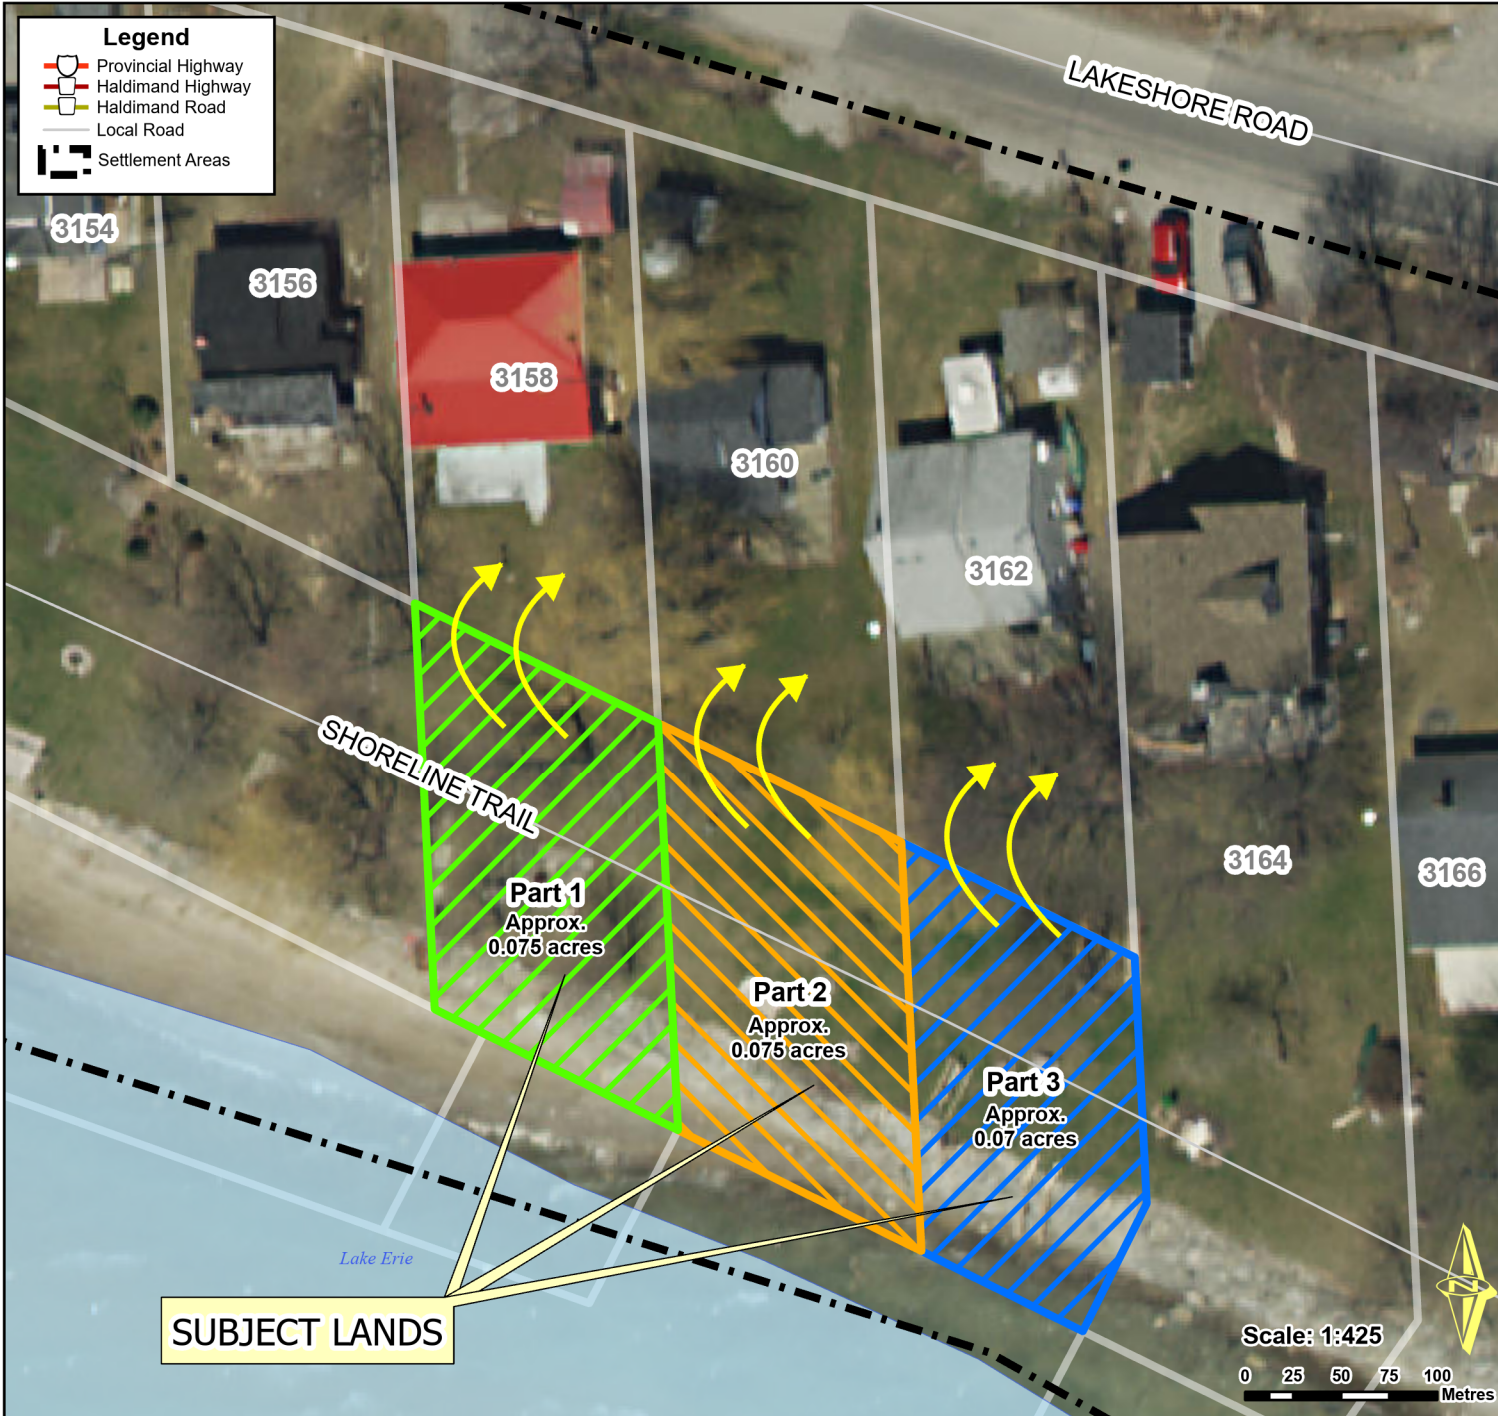 Legend
Provincial Highway
Haldimand Highway
Haldimand Road
Local Road
Settlement Areas
LAKESHORE ROAD
3154
3156
3158
3160
3162
3164
3166
SHORELINE TRAIL
Part 1
Approx.
0.075 acres
Part 2
Approx.
0.075 acres
Part 3
Approx.
0.07 acres
Lake Erie
SUBJECT LANDS
N
Scale: 1:425
0 25 50 75 100
Metres